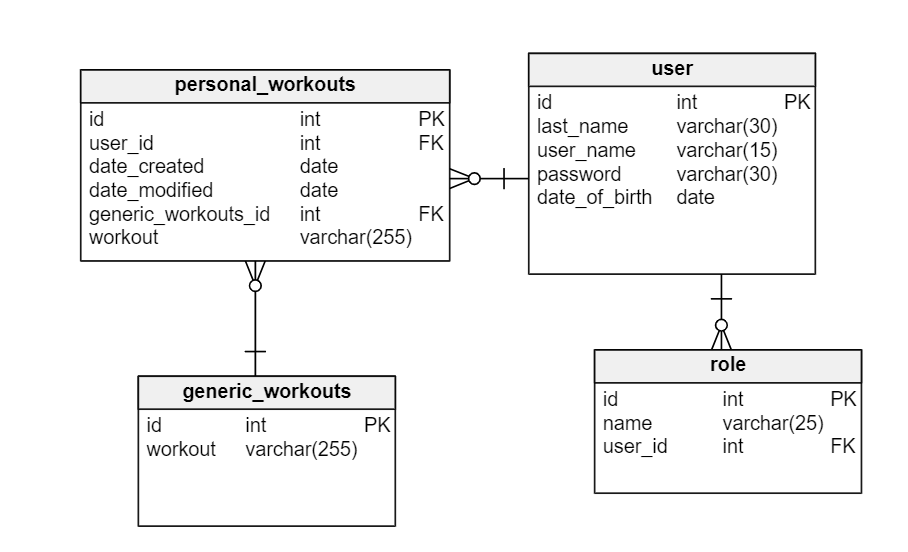 personal_workouts
id int PK
user_id int FK
date_created date
date_modified date
generic_workouts_id int FK
workout varchar(255)
user
id int PK
last_name varchar(30)
user_name varchar(15)
password varchar(30)
date_of_birth date
generic_workouts
id int PK
workout varchar(255)
role
id int PK
name varchar(25)
user_id int FK